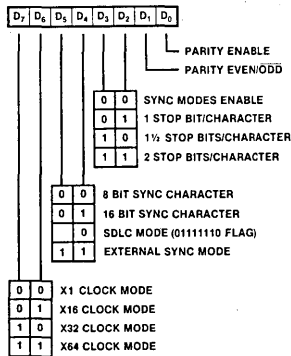 D7 D6 D5 D4 D3 D2 D1 D0
PARITY ENABLE
PARITY EVEN/ODD
0 0 SYNC MODES ENABLE
0 1 1 STOP BIT/CHARACTER
1 0 1½ STOP BITS/CHARACTER
1 1 2 STOP BITS/CHARACTER
0 0 8 BIT SYNC CHARACTER
0 1 16 BIT SYNC CHARACTER
0 SDLC MODE (01111110 FLAG)
1 1 EXTERNAL SYNC MODE
0 0 X1 CLOCK MODE
0 1 X16 CLOCK MODE
1 0 X32 CLOCK MODE
1 1 X64 CLOCK MODE